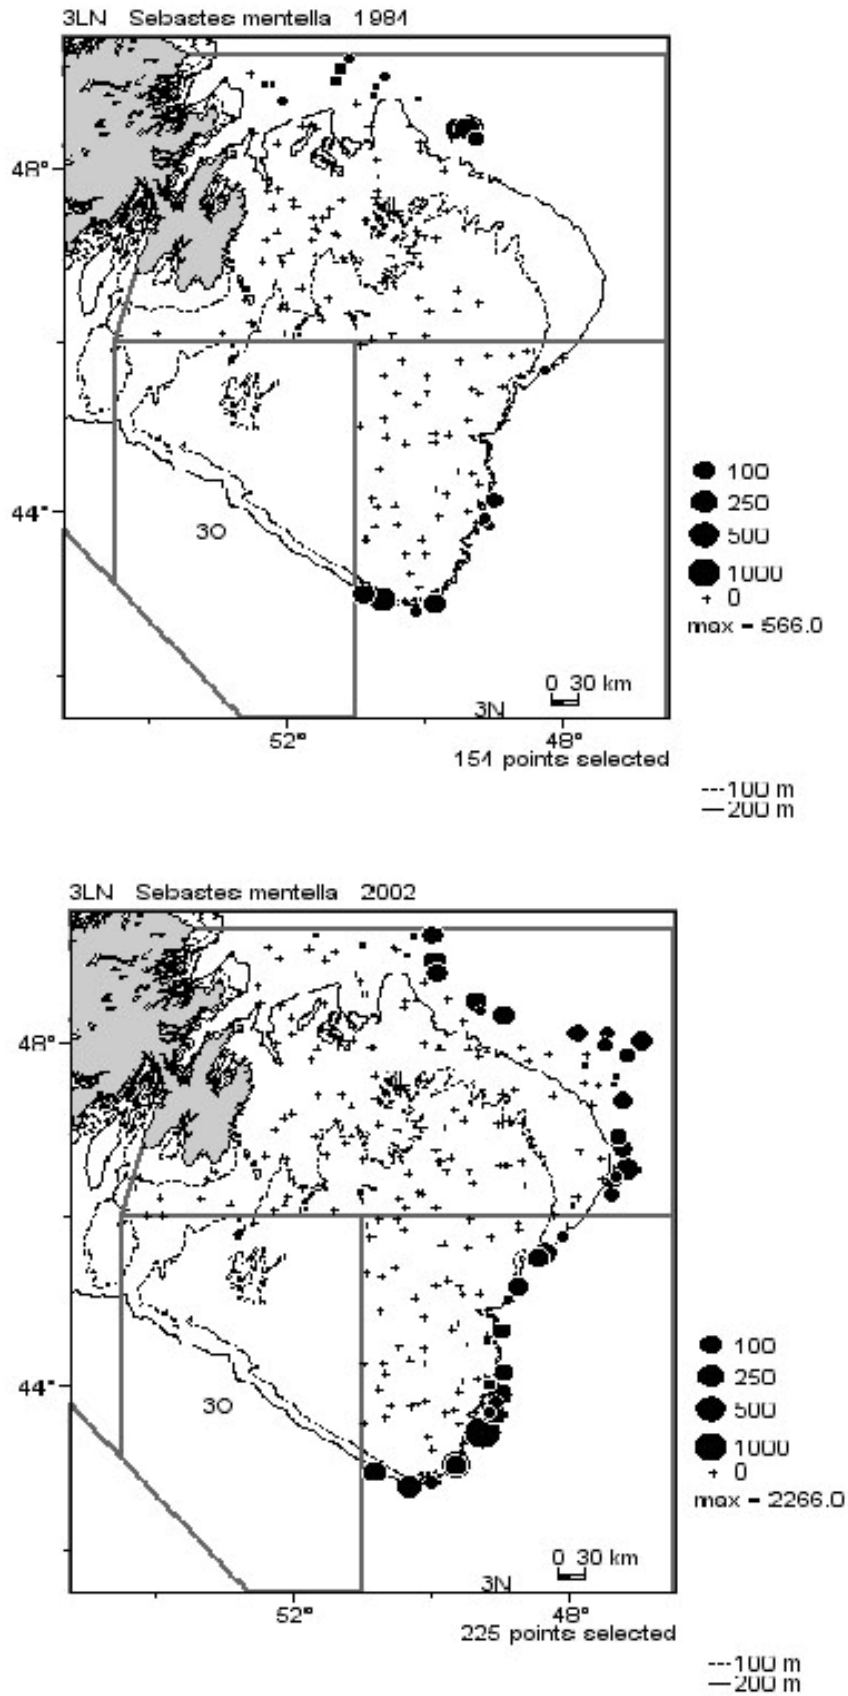 3LN Sebastes mentella 1984
48°
44°
3O
100
250
500
1000
+ 0
max = 566.0
0 30 km
3N
52° 48°
154 points selected
---100 m
—200 m
3LN Sebastes mentella 2002
48°
44°
3O
100
250
500
1000
+ 0
max = 2266.0
0 30 km
3N
52° 48°
225 points selected
---100 m
—200 m